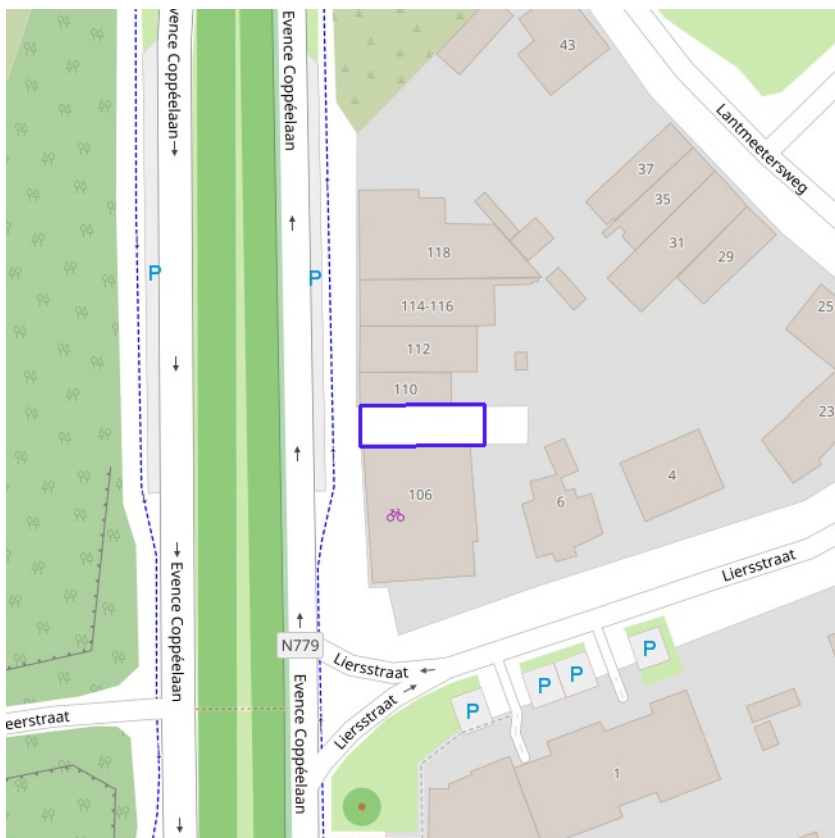 Evence Coppéelaan
Evence Coppéelaan
43
Lantmeetersweg
37
35
31
29
118
P
P
114-116
25
112
110
23
106
4
6
Liersstraat
Evence Coppéelaan
N779
Liersstraat
P
P
P
Evence Coppéelaan
P
Liersstraat
eerstraat
1